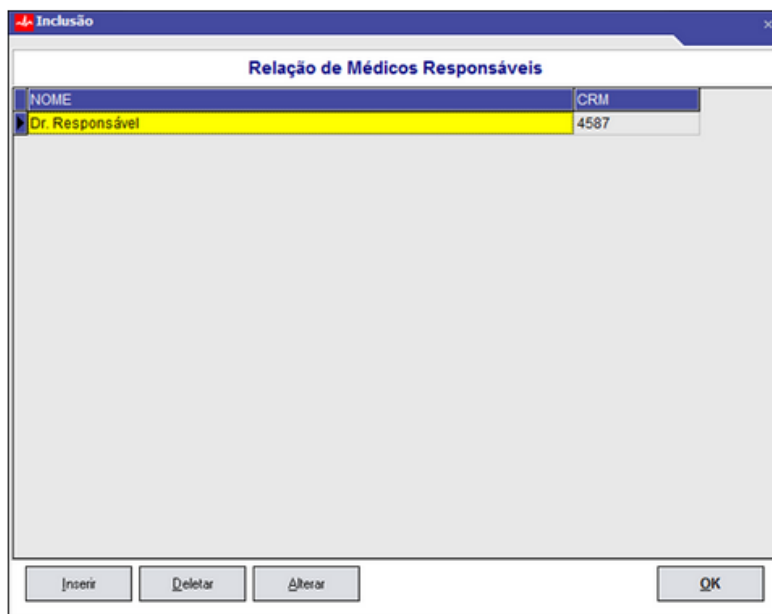 Inclusão
Relação de Médicos Responsáveis
NOME CRM
Dr. Responsável 4587
Inserir Deletar Alterar OK